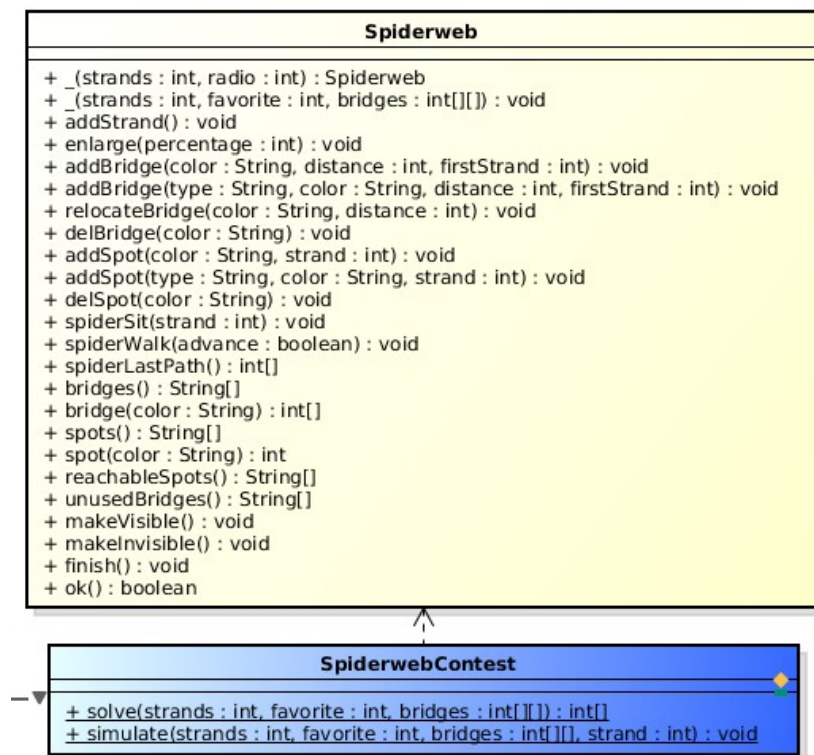 Spiderweb
+ _(strands : int, radio : int) : Spiderweb
+ _(strands : int, favorite : int, bridges : int[][]) : void
+ addStrand() : void
+ enlarge(percentage : int) : void
+ addBridge(color : String, distance : int, firstStrand : int) : void
+ addBridge(type : String, color : String, distance : int, firstStrand : int) : void
+ relocateBridge(color : String, distance : int) : void
+ delBridge(color : String) : void
+ addSpot(color : String, strand : int) : void
+ addSpot(type : String, color : String, strand : int) : void
+ delSpot(color : String) : void
+ spiderSit(strand : int) : void
+ spiderWalk(advance : boolean) : void
+ spiderLastPath() : int[]
+ bridges() : String[]
+ bridge(color : String) : int[]
+ spots() : String[]
+ spot(color : String) : int
+ reachableSpots() : String[]
+ unusedBridges() : String[]
+ makeVisible() : void
+ makeInvisible() : void
+ finish() : void
+ ok() : boolean
SpiderwebContest
+ solve(strands : int, favorite : int, bridges : int[][]) : int[]
+ simulate(strands : int, favorite : int, bridges : int[][], strand : int) : void